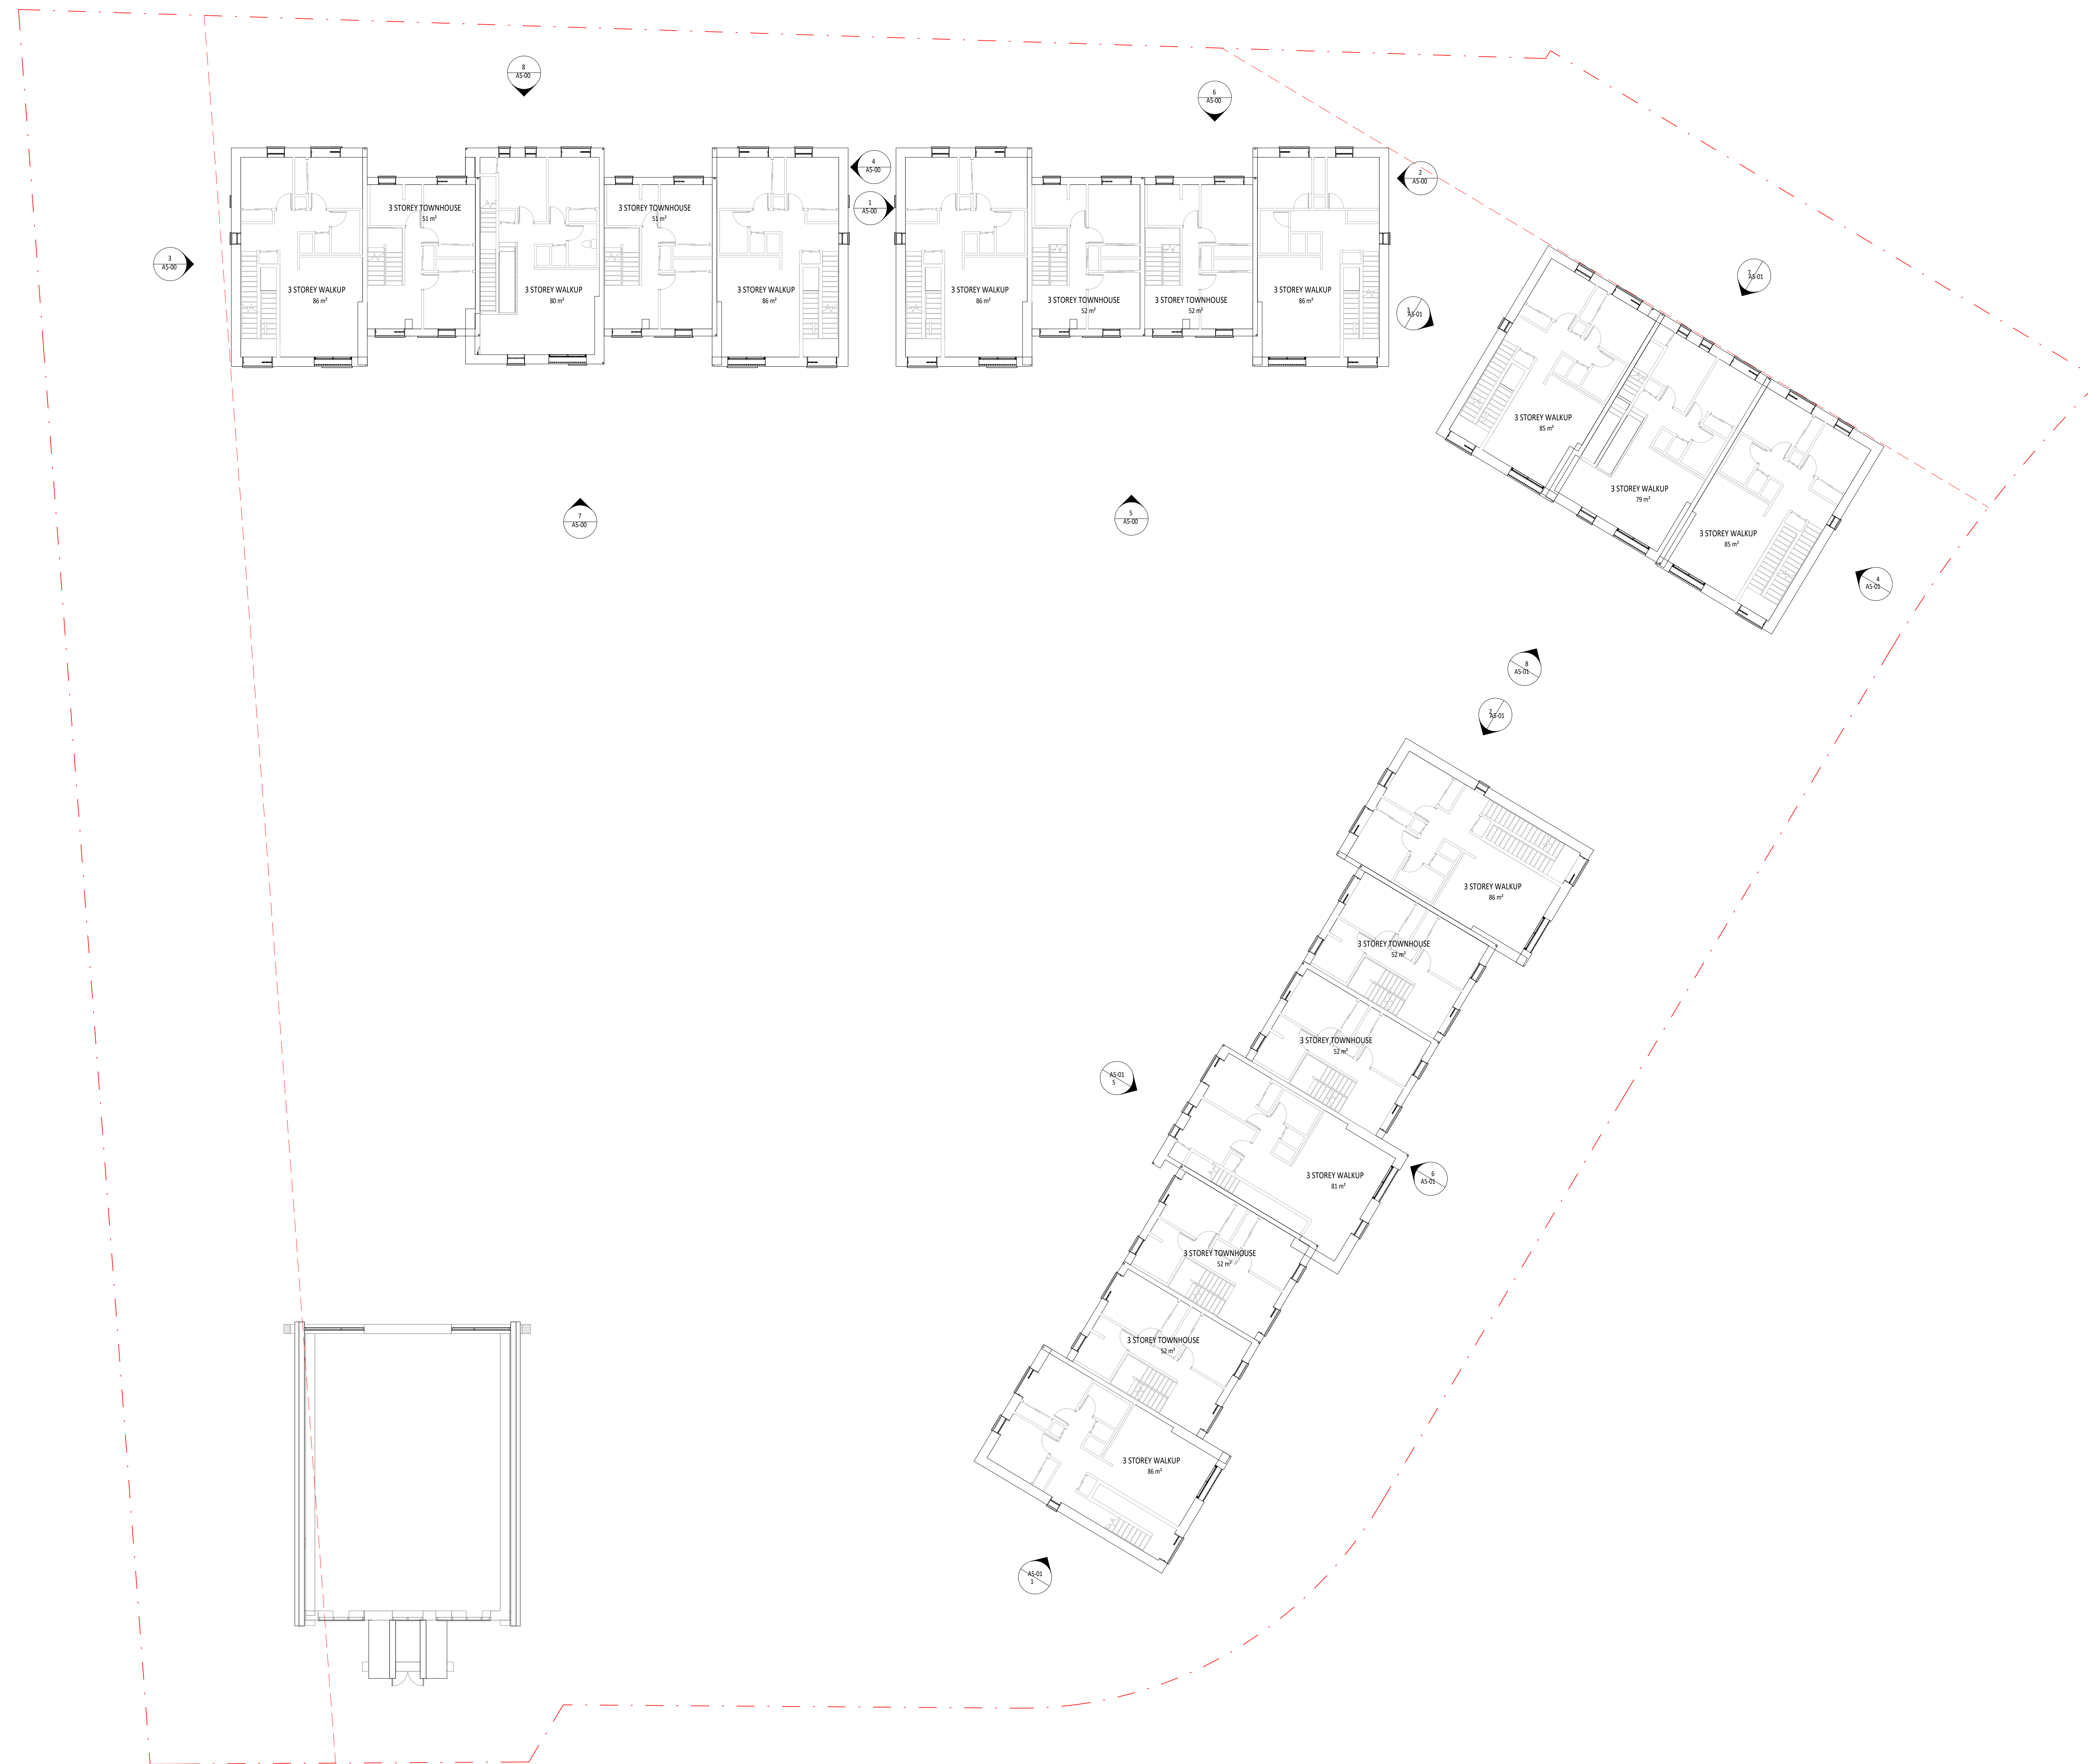 8
A5-00
6
A5-00
4
A5-00
2
A5-00
1
A5-00
3 STOREY TOWNHOUSE
51 m²
3 STOREY TOWNHOUSE
51 m²
3
A5-00
7
A5-01
3 STOREY WALKUP
86 m²
3 STOREY WALKUP
80 m²
3 STOREY WALKUP
86 m²
3 STOREY WALKUP
86 m²
3 STOREY TOWNHOUSE
52 m²
3 STOREY TOWNHOUSE
52 m²
3 STOREY WALKUP
86 m²
A5-01
3 STOREY WALKUP
85 m²
3 STOREY WALKUP
79 m²
3 STOREY WALKUP
85 m²
7
A5-00
5
A5-00
4
A5-01
8
A5-01
2
A5-01
3 STOREY WALKUP
86 m²
3 STOREY TOWNHOUSE
52 m²
3 STOREY TOWNHOUSE
52 m²
A5-01
5
3 STOREY WALKUP
81 m²
6
A5-01
3 STOREY TOWNHOUSE
52 m²
3 STOREY TOWNHOUSE
52 m²
3 STOREY WALKUP
86 m²
A5-01
1